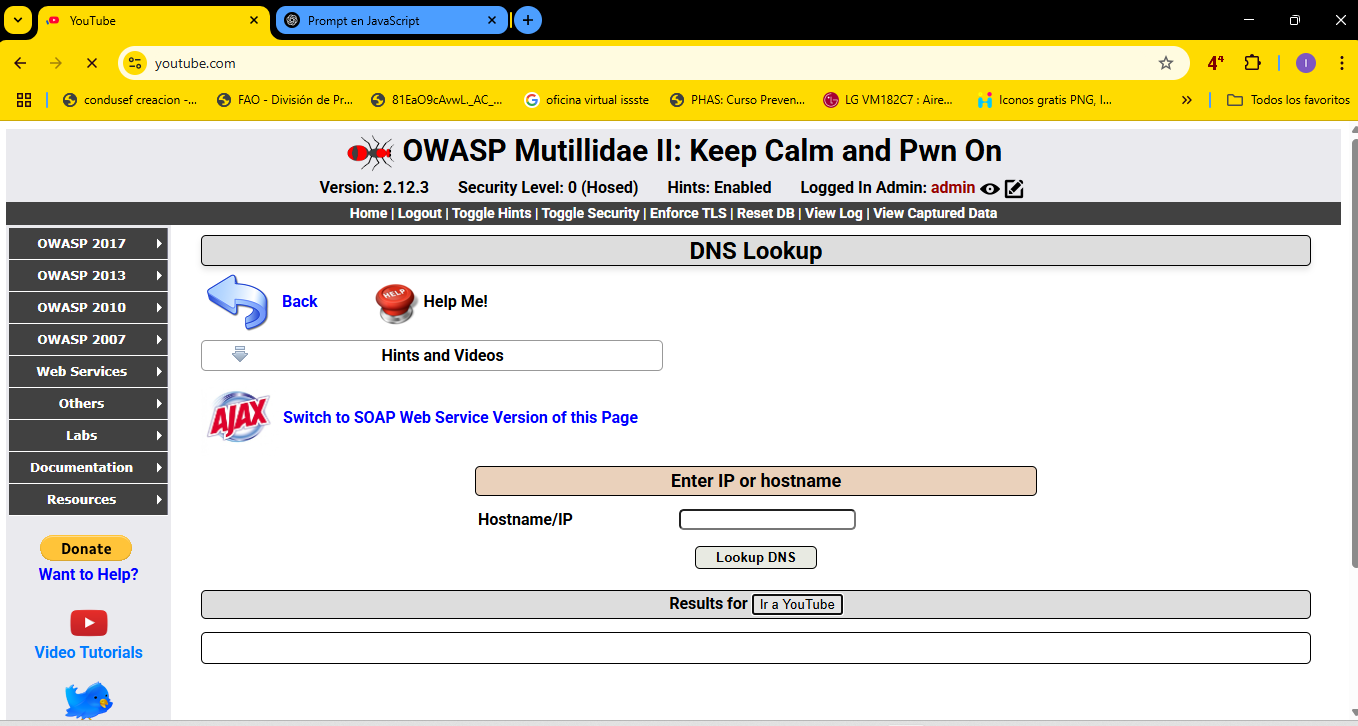 YouTube
Prompt en JavaScript
youtube.com
4⁴
I
condusef creacion -...
FAO - División de Pr...
81EaO9cAvwL._AC_...
oficina virtual issste
PHAS: Curso Preven...
LG VM182C7 : Aire...
Iconos gratis PNG, I...
Todos los favoritos
OWASP Mutillidae II: Keep Calm and Pwn On
Version: 2.12.3 Security Level: 0 (Hosed) Hints: Enabled Logged In Admin: admin
Home | Logout | Toggle Hints | Toggle Security | Enforce TLS | Reset DB | View Log | View Captured Data
OWASP 2017
OWASP 2013
OWASP 2010
OWASP 2007
Web Services
Others
Labs
Documentation
Resources
Donate
Want to Help?
Video Tutorials
DNS Lookup
Back
HELP
Help Me!
Hints and Videos
AJAX
Switch to SOAP Web Service Version of this Page
Enter IP or hostname
Hostname/IP
Lookup DNS
Results for Ir a YouTube